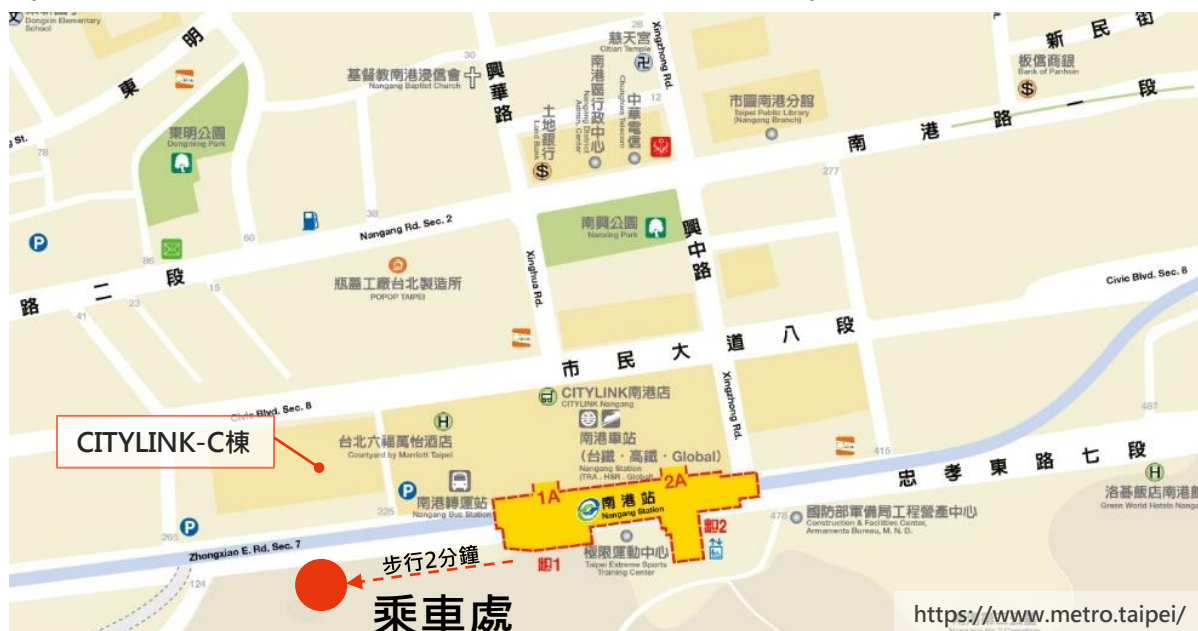 Dongxin Elementary
School
東
明
東明公園
Dongming Park
78
基督教南港浸信會
Nangang Baptist Church
30
興華路
土地銀行
Land Bank
南港區行政中心
Nangang District
Admin. Center
28
慈天宮
Citian Temple
中華電信
Chunghwa Telecom
12
Xingzhong Rd.
市圖南港分館
Taipei Public Library
(Nangang Branch)
板信商銀
Bank of Panhsin
新民街
南港路一段
277
P
38
Nangang Rd. Sec. 2
60
86
路二段
41
23
15
瓶蓋工廠台北製造所
POPOP TAIPEI
南興公園
Nanxing Park
興中路
Xinghua Rd.
Civic Blvd. Sec. 8
市民大道八段
Xingzhong Rd.
CITYLINK南港店
CITYLINK Nangang
Civic Blvd. Sec. 8
CITYLINK-C棟
H
台北六福萬怡酒店
Courtyard by Marriott Taipei
南港車站
(台鐵・高鐵・Global)
Nangang Station
(TRA . HSR . Global)
P
南港轉運站
Nangang Bus Station
325
1A
2A
南港站
Nangang Station
415
487
忠孝東路七段
H
洛碁飯店南港館
Green World Hotels Nangang
P
265
Zhongxiao E. Rd. Sec. 7
124
出口1
出口2
478
國防部軍備局工程營產中心
Construction & Facilities Center,
Armaments Bureau, M. N. D.
極限運動中心
Taipei Extreme Sports
Training Center
步行2分鐘
乘車處
https://www.metro.taipei/